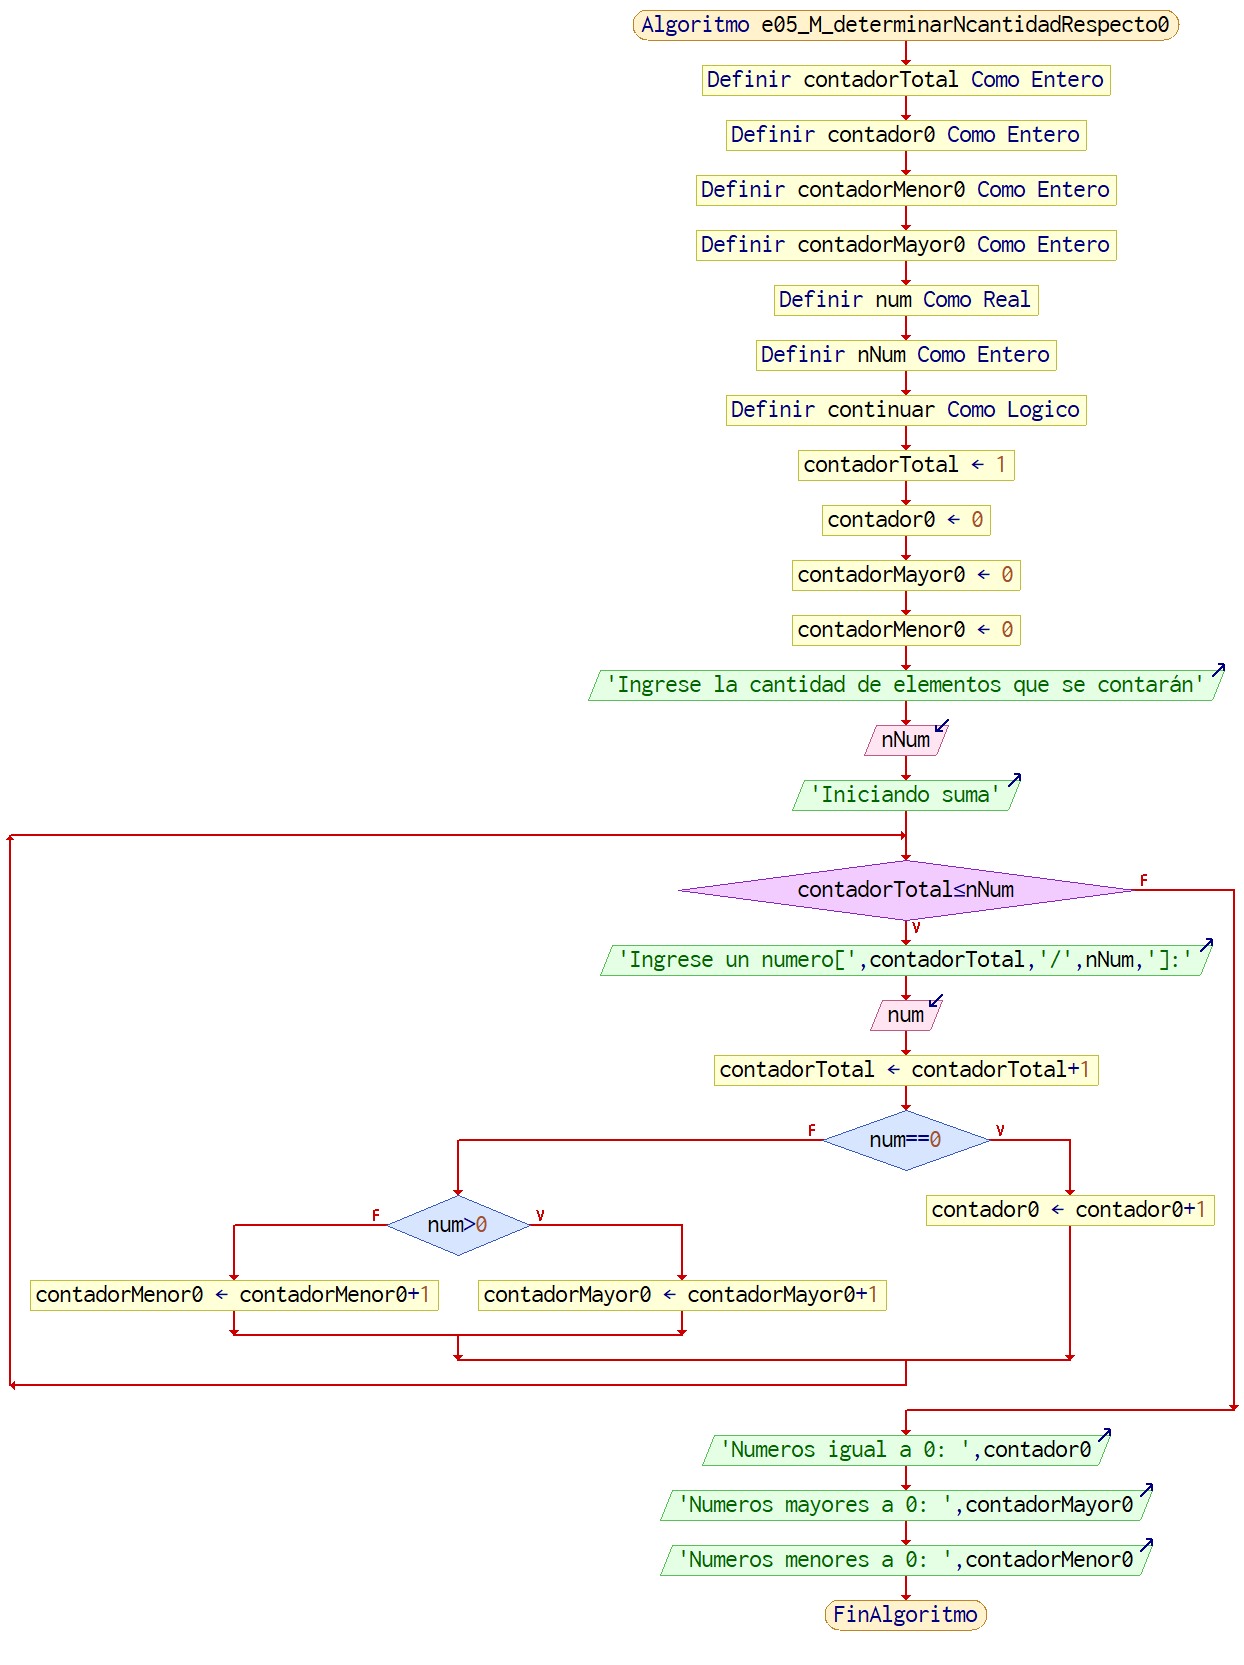 Algoritmo e05_M_determinarNcantidadRespecto0
Definir contadorTotal Como Entero
Definir contador0 Como Entero
Definir contadorMenor0 Como Entero
Definir contadorMayor0 Como Entero
Definir num Como Real
Definir nNum Como Entero
Definir continuar Como Logico
contadorTotal ← 1
contador0 ← 0
contadorMayor0 ← 0
contadorMenor0 ← 0
'Ingrese la cantidad de elementos que se contarán'
nNum
'Iniciando suma'
contadorTotal≤nNum
F
V
'Ingrese un numero[',contadorTotal,'/',nNum,']:'
num
contadorTotal ← contadorTotal+1
F
num==0
V
F
num>0
V
contador0 ← contador0+1
contadorMenor0 ← contadorMenor0+1
contadorMayor0 ← contadorMayor0+1
'Numeros igual a 0: ',contador0
'Numeros mayores a 0: ',contadorMayor0
'Numeros menores a 0: ',contadorMenor0
FinAlgoritmo